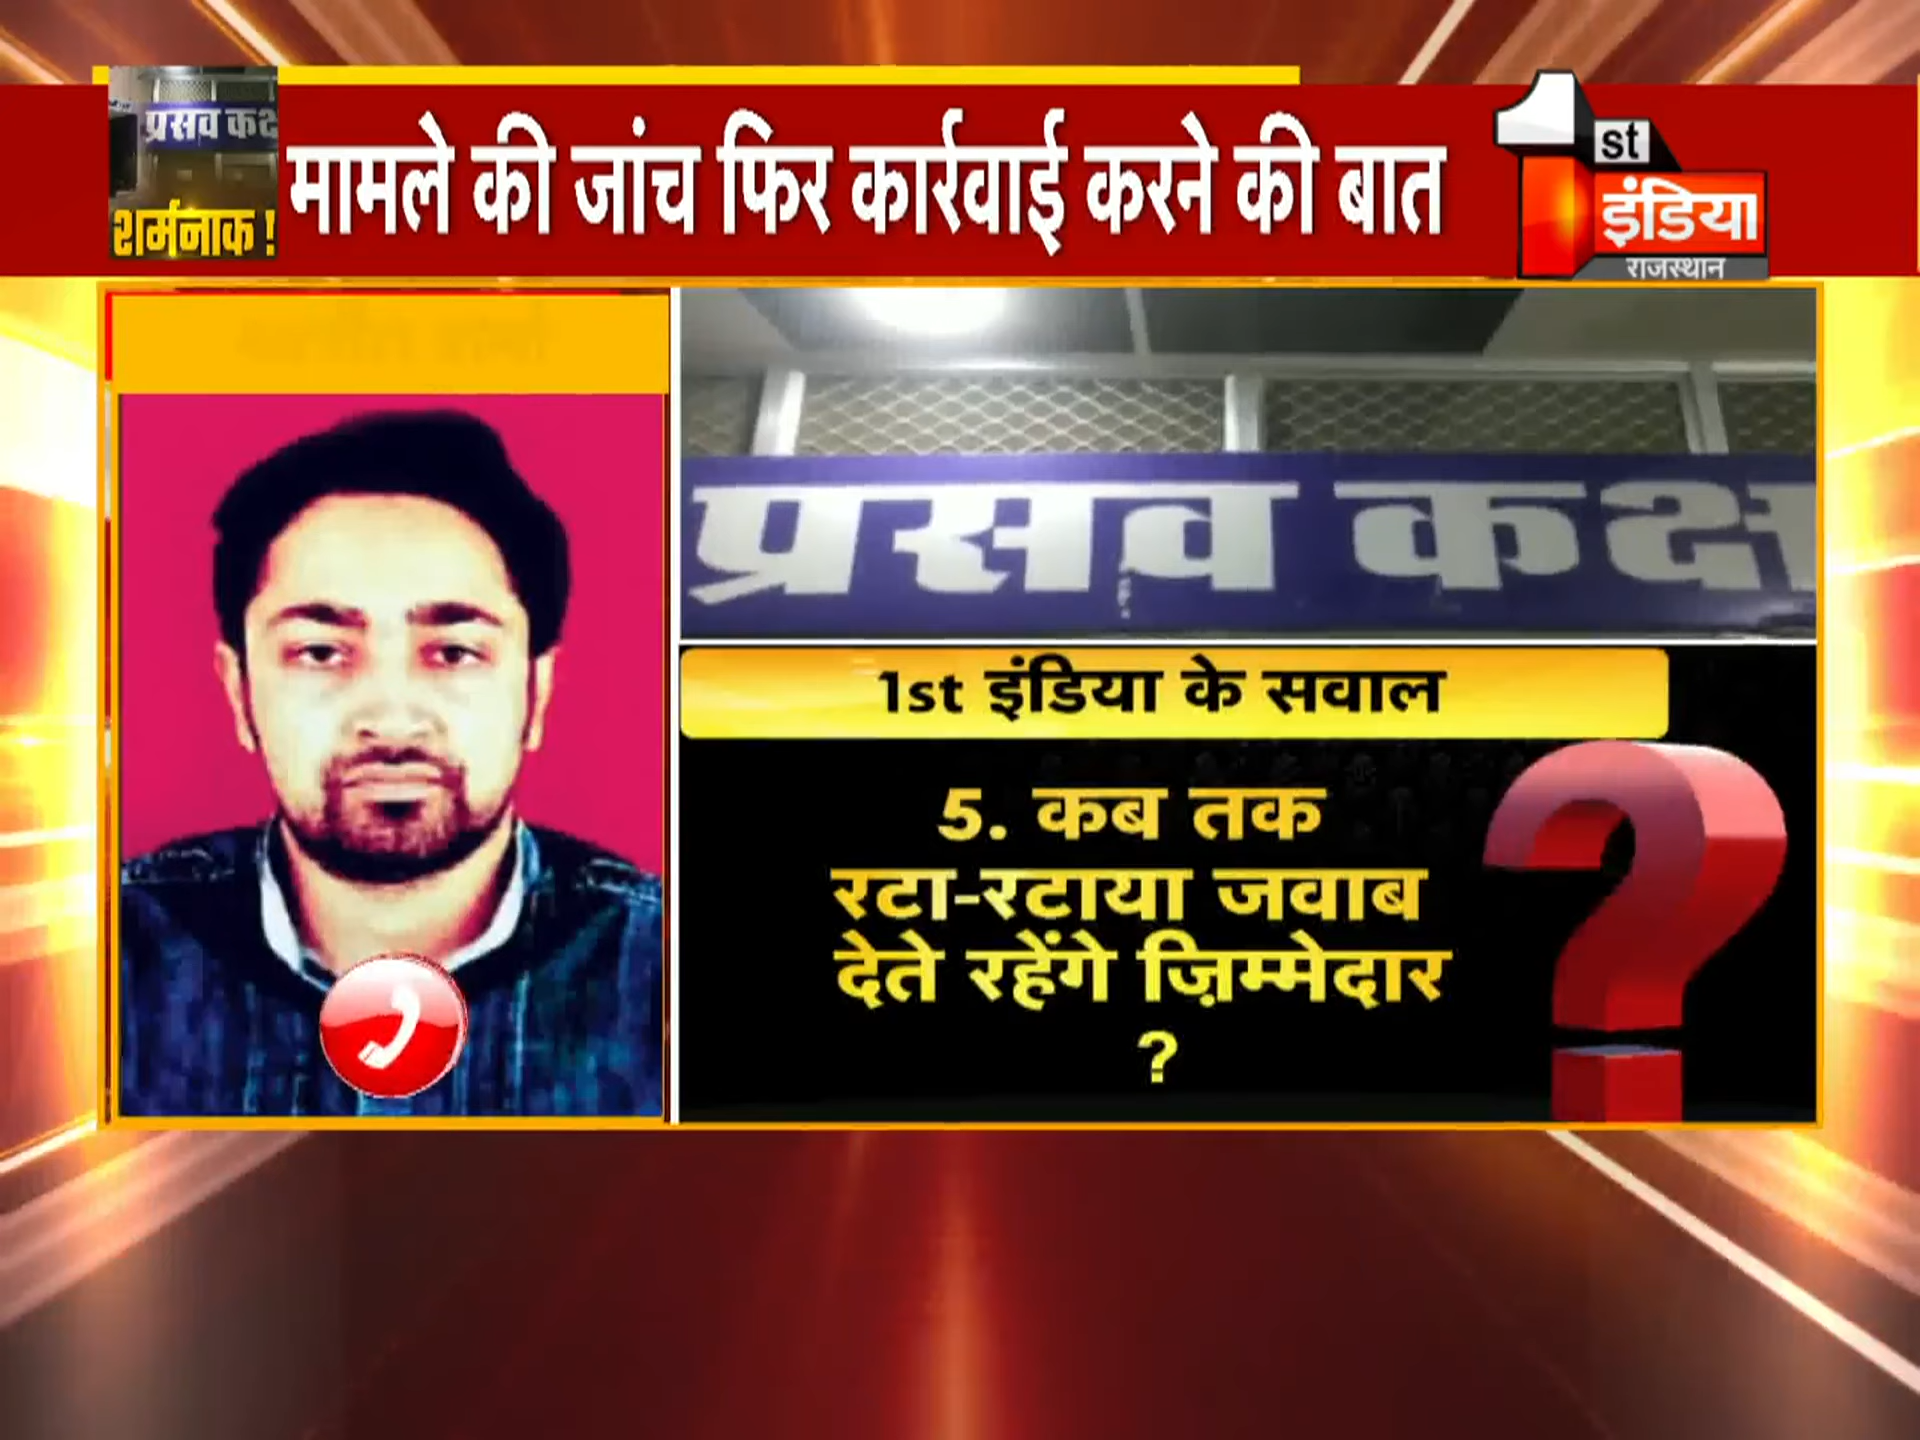 प्रसव कक्ष
शर्मनाक!
मामले की जांच फिर कार्रवाई करने की बात
1st
इंडिया
राजस्थान
प्रसव कक्ष
1st इंडिया के सवाल
5. कब तक
रटा-रटाया जवाब
देते रहेंगे ज़िम्मेदार
?